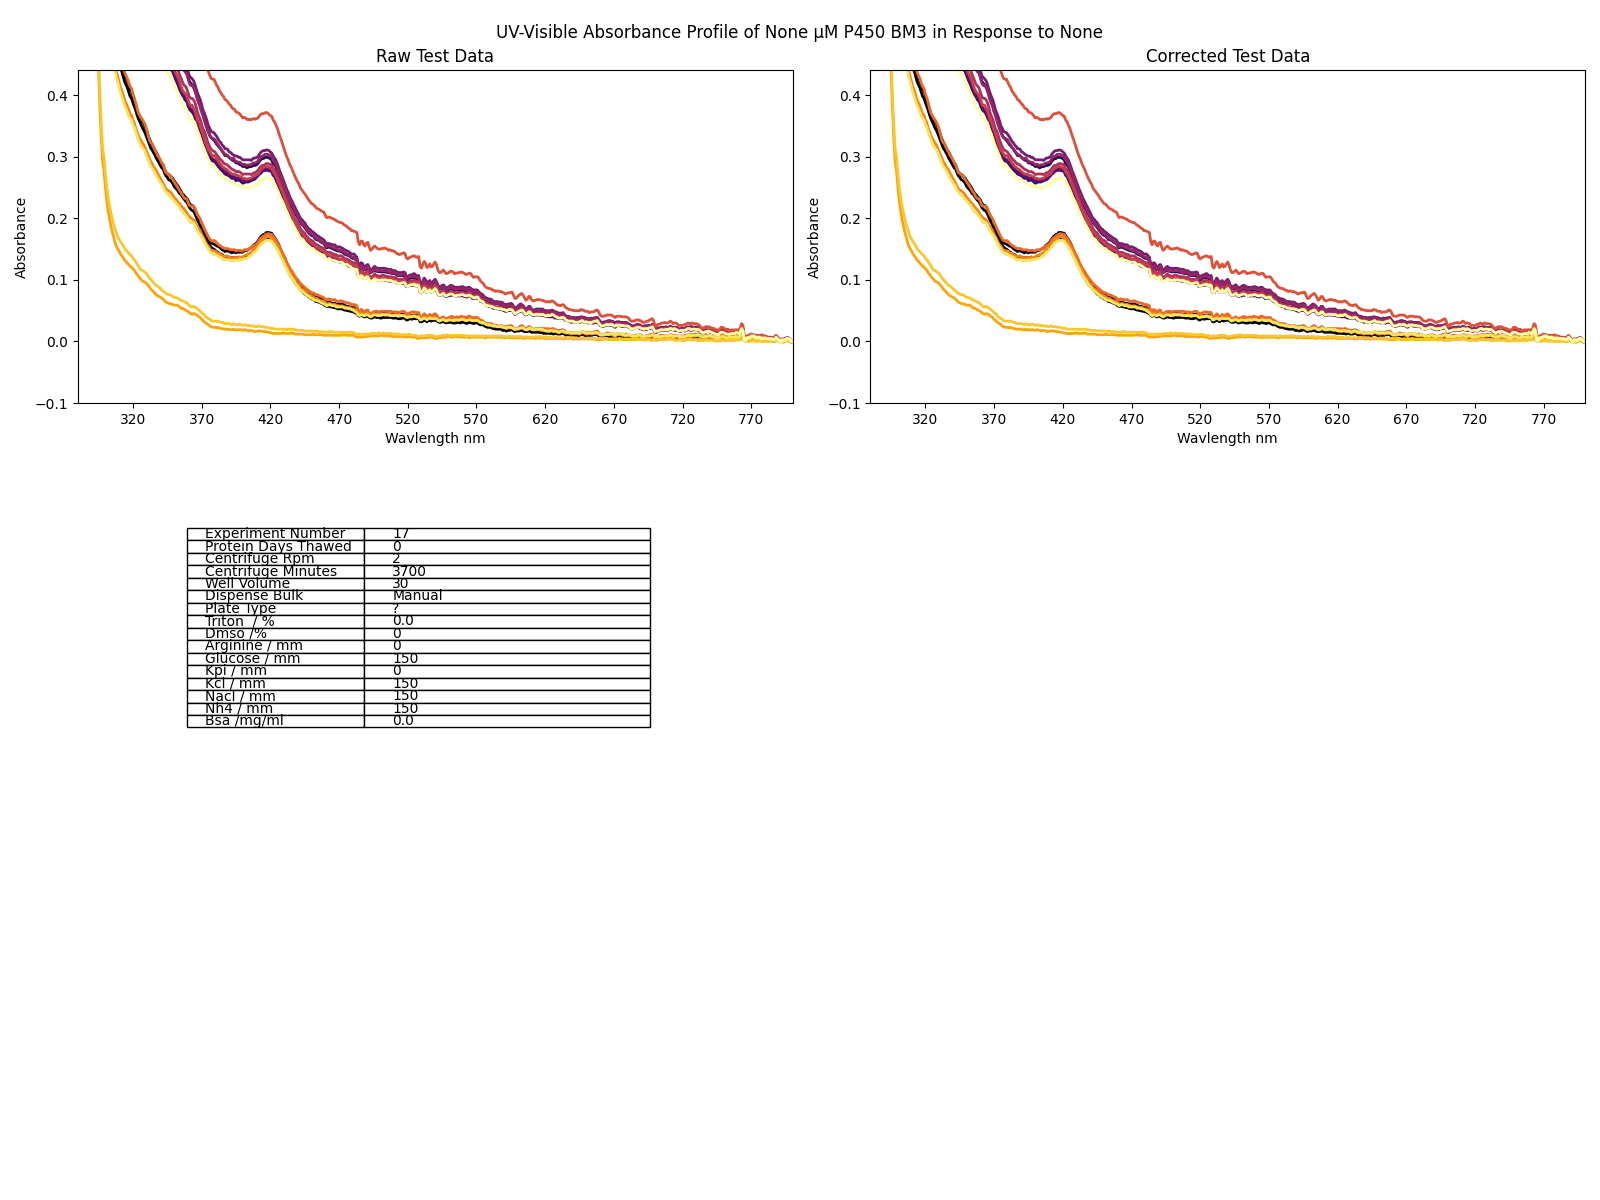 UV-Visible Absorbance Profile of None µM P450 BM3 in Response to None
Raw Test Data
0.4
0.3
0.2
0.1
0.0
−0.1
Absorbance
320 370 420 470 520 570 620 670 720 770
Wavlength nm
Corrected Test Data
0.4
0.3
0.2
0.1
0.0
−0.1
Absorbance
320 370 420 470 520 570 620 670 720 770
Wavlength nm
Experiment Number 17
Protein Days Thawed 0
Centrifuge Rpm 2
Centrifuge Minutes 3700
Well Volume 30
Dispense Bulk Manual
Plate Type ?
Triton / % 0.0
Dmso /% 0
Arginine / mm 0
Glucose / mm 150
Kpi / mm 0
Kcl / mm 150
Nacl / mm 150
Nh4 / mm 150
Bsa /mg/ml 0.0